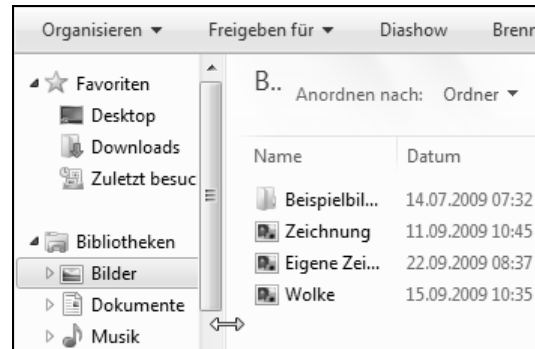 Organisieren Freigeben für Diashow Brenn
Favoriten
Desktop
Downloads
Zuletzt besuc
Bibliotheken
Bilder
Dokumente
Musik
B..
Anordnen nach: Ordner
Name Datum
Beispielbil... 14.07.2009 07:32
Zeichnung 11.09.2009 10:45
Eigene Zei... 22.09.2009 08:37
Wolke 15.09.2009 10:35